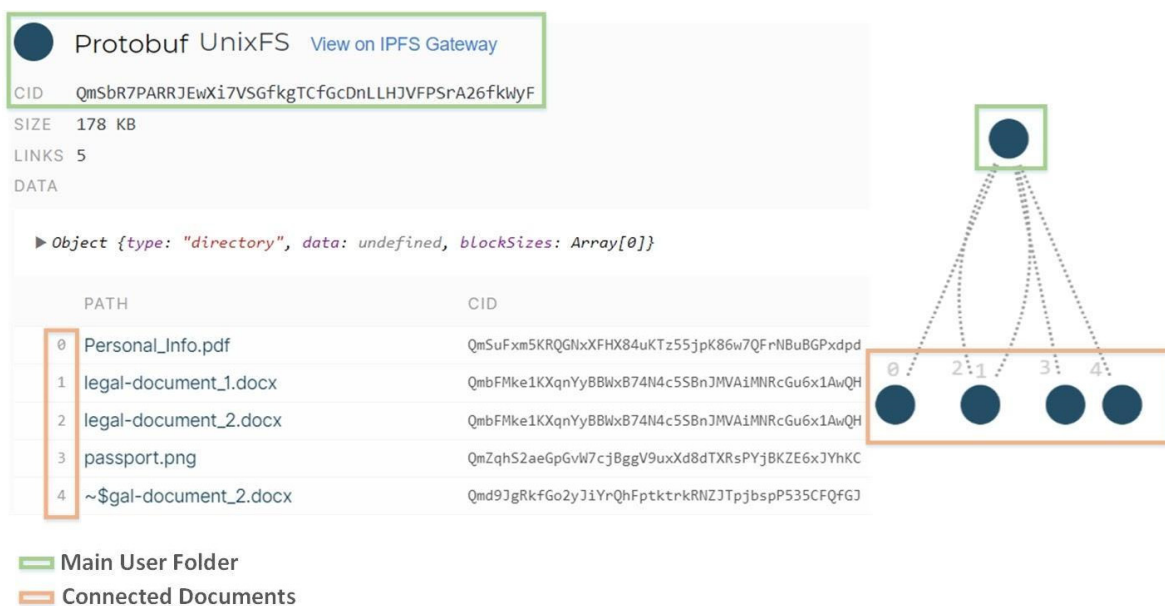 Protobuf UnixFS View on IPFS Gateway
CID QmSbR7PARRJEwXi7VSGfkgTCfGcDnLLHJVFPSrA26fkWyF
SIZE 178 KB
LINKS 5
DATA
▶ Object {type: "directory", data: undefined, blockSizes: Array[0]}
PATH CID
0 Personal_Info.pdf QmSuFxm5KRQGNxXFHX84uKTz55jpK86w7QFrNBuBGPxdpd
1 legal-document_1.docx QmbFMke1KXqnYyBBWxB74N4c5SBnJMVAiMNRcGu6x1AwQH
2 legal-document_2.docx QmbFMke1KXqnYyBBWxB74N4c5SBnJMVAiMNRcGu6x1AwQH
3 passport.png QmZqhS2aeGpGvW7cjBggV9uxXd8dTXRsPYjBKZE6xJYhKC
4 ~$gal-document_2.docx Qmd9JgRkfGo2yJiYrQhFptktrkRNZJTpjbspP535CFQfGJ
0 2 1 3 4
Main User Folder
Connected Documents